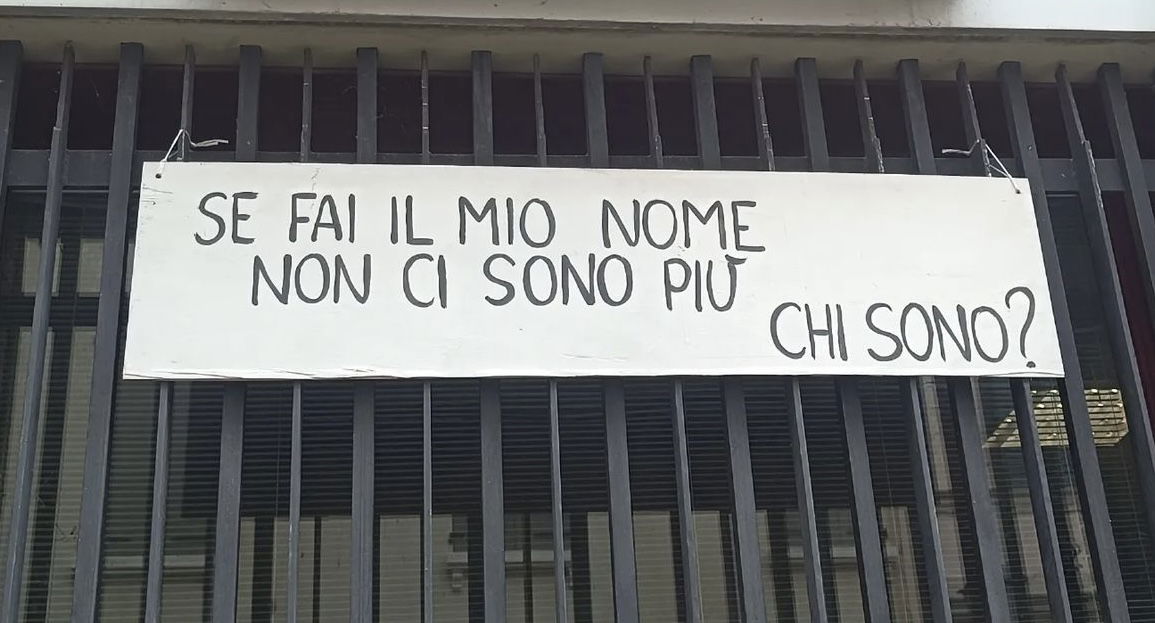 SE FAI IL MIO NOME
NON CI SONO PIÙ
CHI SONO?